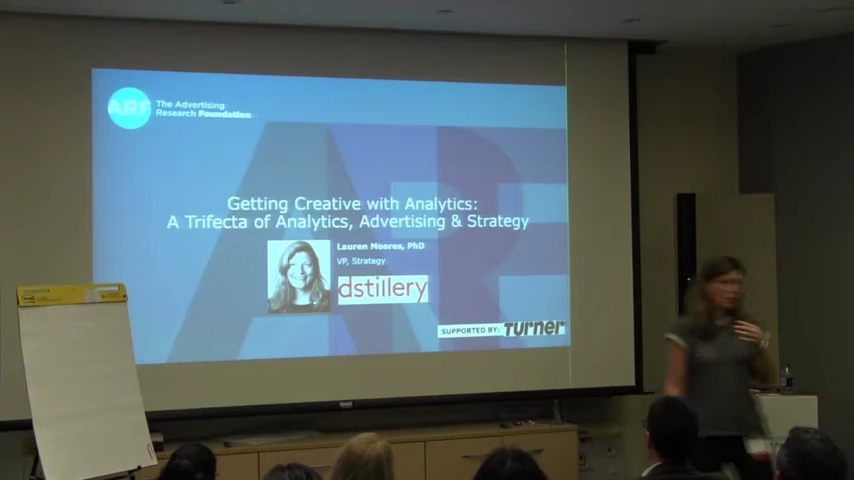 ARF
The Advertising
Research Foundation
Getting Creative with Analytics:
A Trifecta of Analytics, Advertising & Strategy
Lauren Moores, PhD
VP, Strategy
dstillery
SUPPORTED BY: TURNER